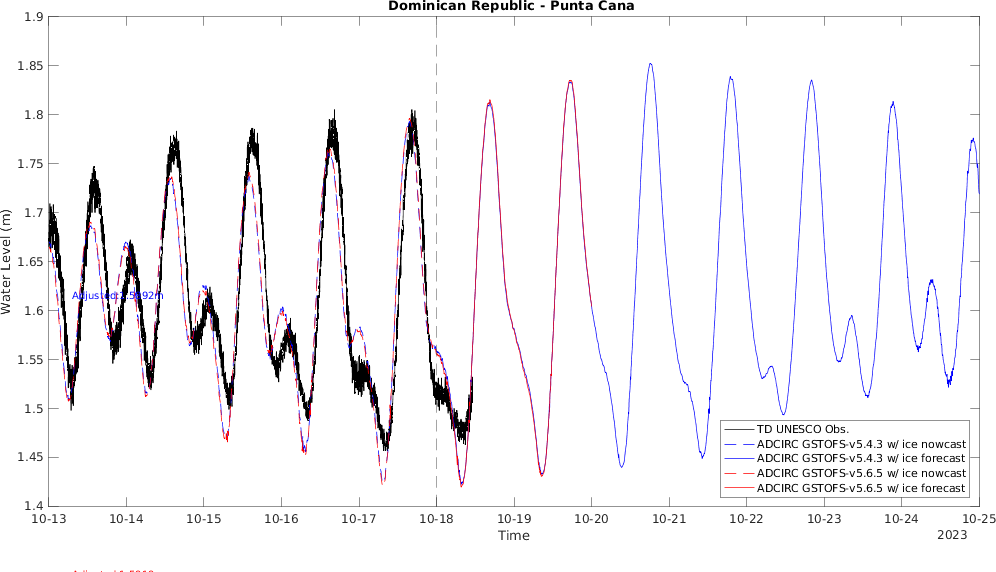 Dominican Republic - Punta Cana
1.9
1.85
1.8
1.75
1.7
1.65
1.6
1.55
1.5
1.45
1.4
Water Level (m)
TD UNESCO Obs.
ADCIRC GSTOFS-v5.4.3 w/ ice nowcast
ADCIRC GSTOFS-v5.4.3 w/ ice forecast
ADCIRC GSTOFS-v5.6.5 w/ ice nowcast
ADCIRC GSTOFS-v5.6.5 w/ ice forecast
10-13 10-14 10-15 10-16 10-17 10-18 10-19 10-20 10-21 10-22 10-23 10-24 10-25
Time
2023